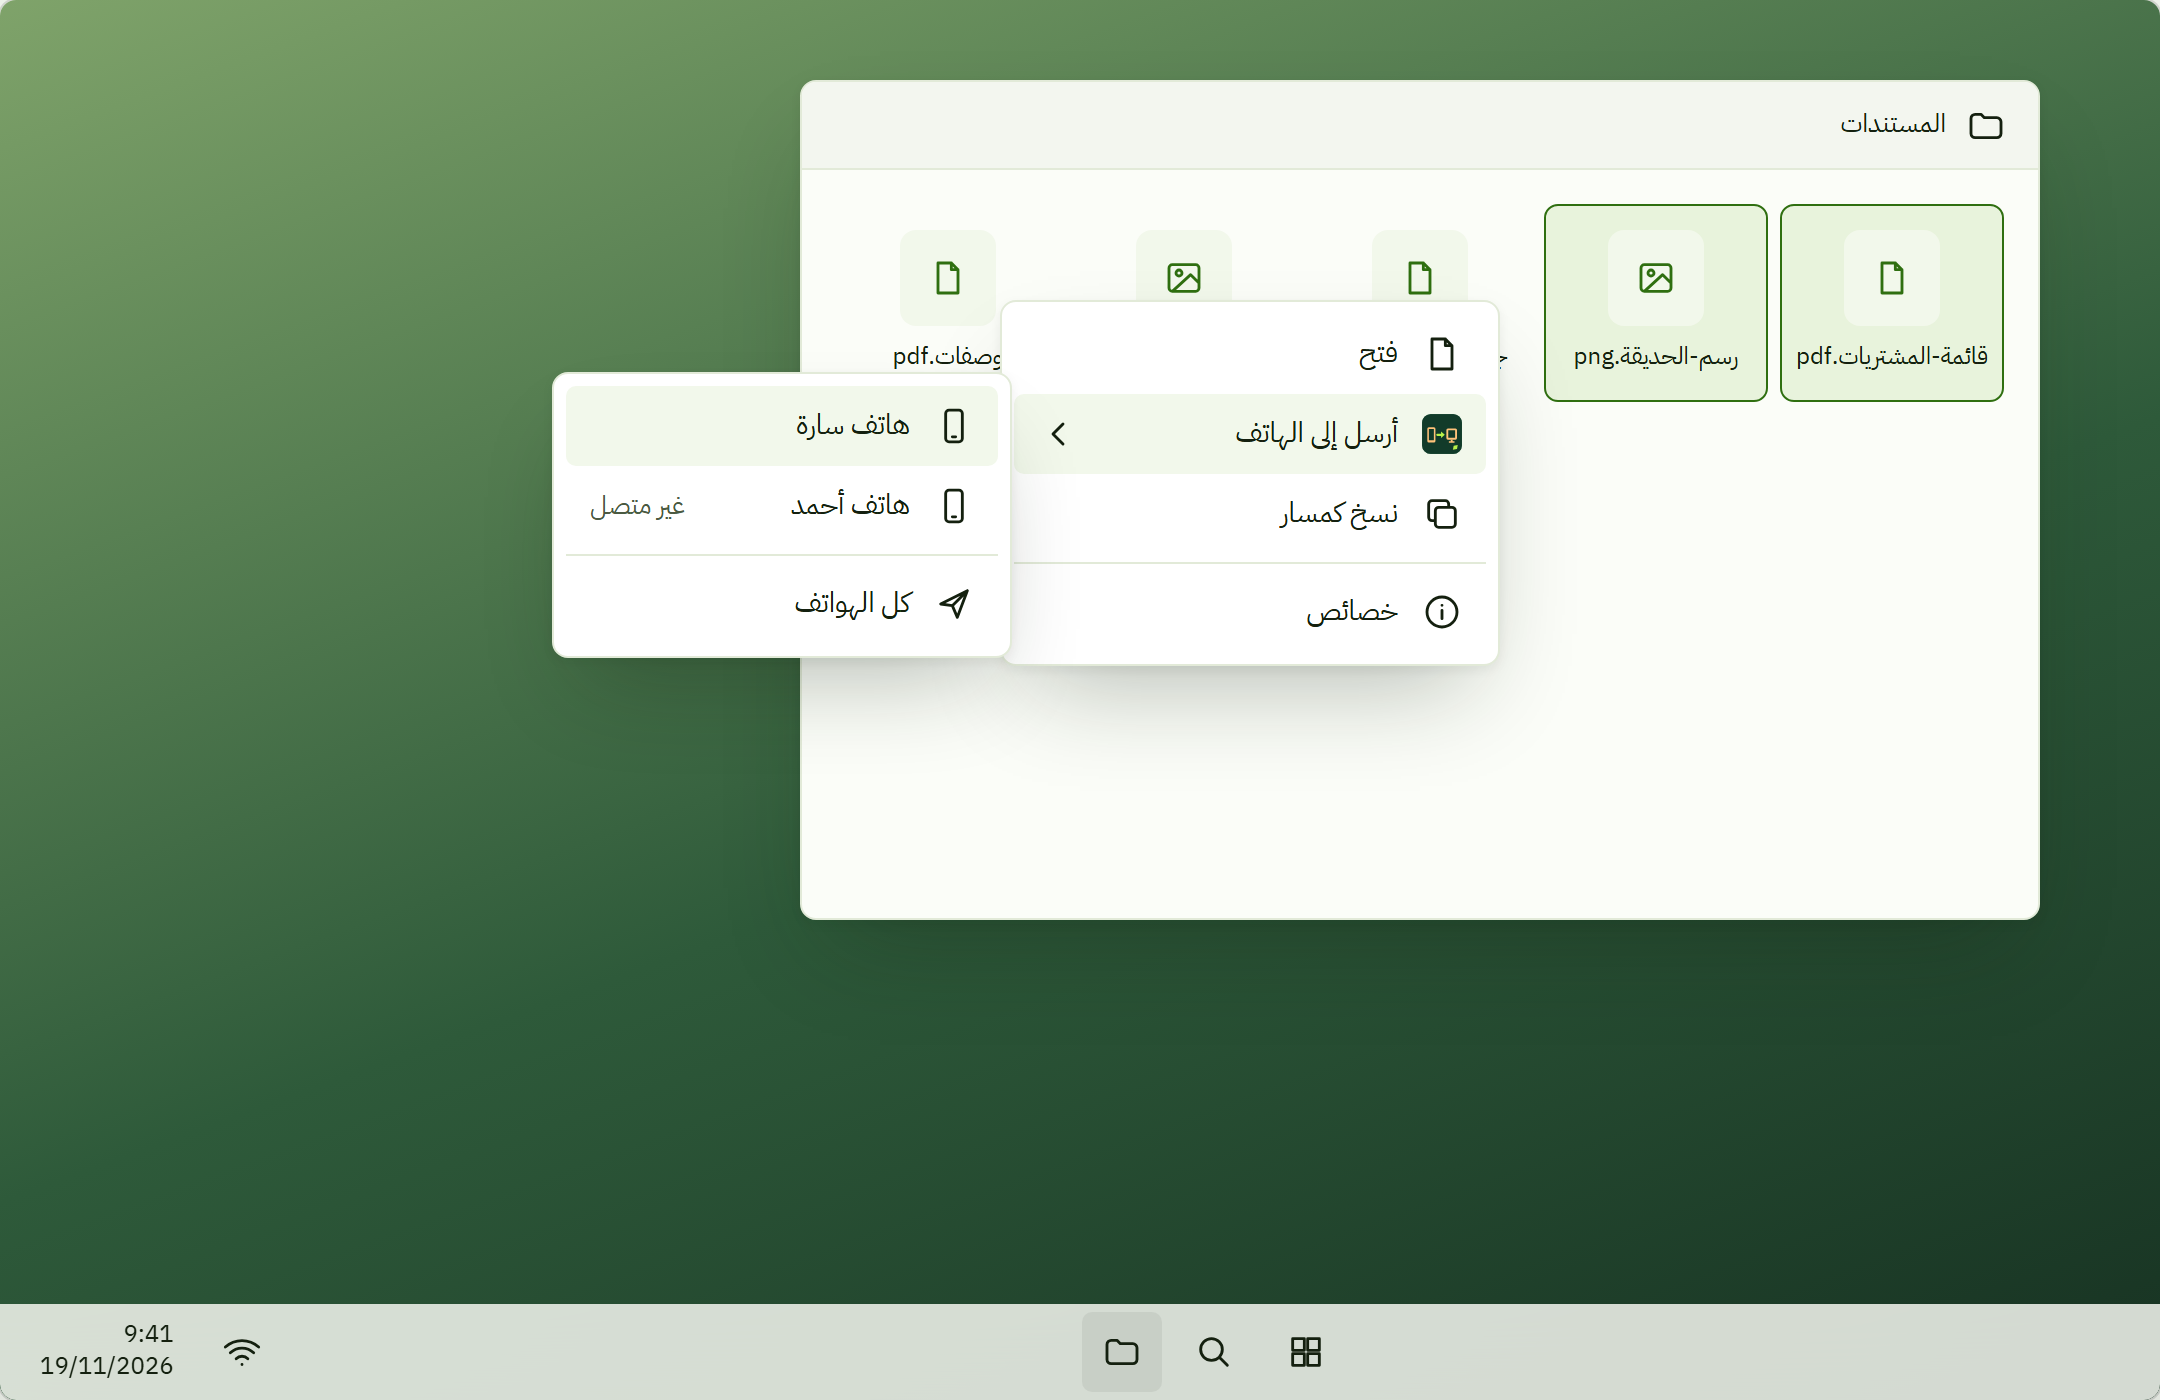 المستندات
قائمة-المشتريات.pdf
رسم-الحديقة.png
وصفات.pdf
فتح
أرسل إلى الهاتف
نسخ كمسار
خصائص
هاتف سارة
هاتف أحمد
غير متصل
كل الهواتف
9:41
19/11/2026